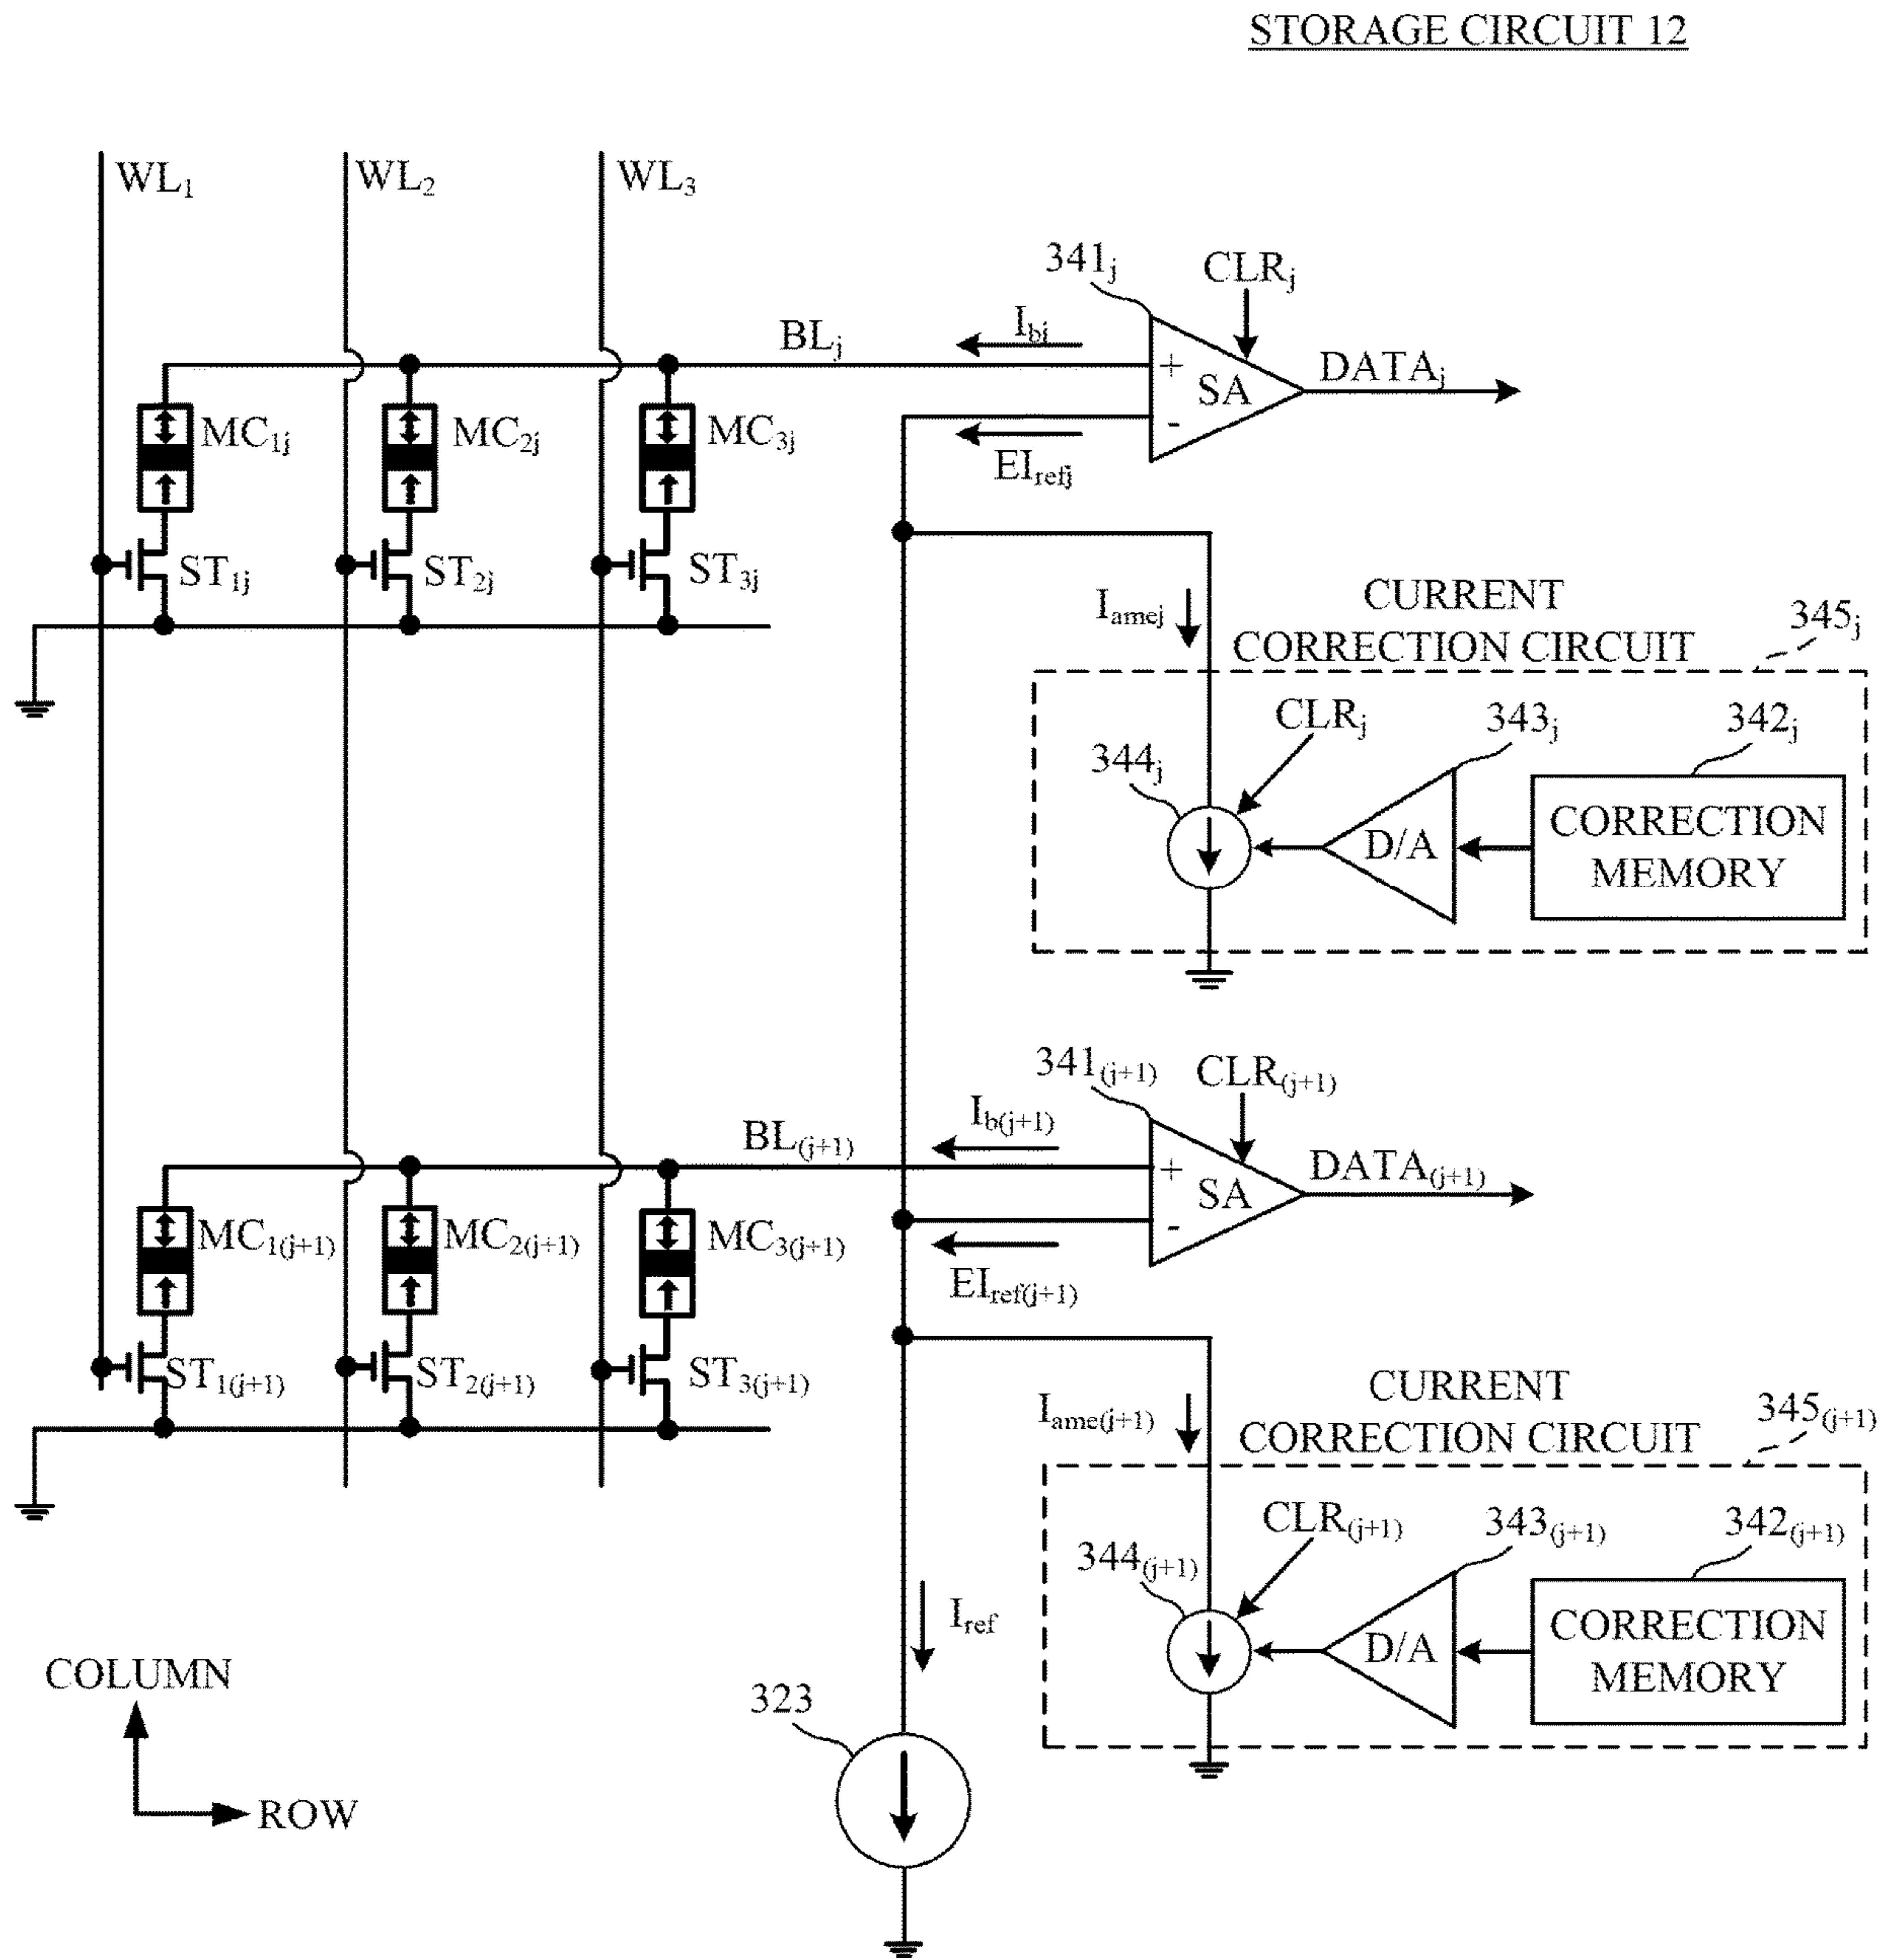 STORAGE CIRCUIT 12
WL₁ WL₂ WL₃
341ⱼ CLRⱼ
BLⱼ Ibj + SA DATAⱼ
MC1j MC2j MC3j - EIrefj
ST1j ST2j ST3j
Iamej CURRENT
CORRECTION CIRCUIT 345ⱼ
344ⱼ CLRⱼ 343ⱼ 342ⱼ
D/A CORRECTION
MEMORY
341(j+1) CLR(j+1)
BL(j+1) Ib(j+1) + SA DATA(j+1)
MC1(j+1) MC2(j+1) MC3(j+1) - EIref(j+1)
ST1(j+1) ST2(j+1) ST3(j+1)
Iame(j+1) CURRENT
CORRECTION CIRCUIT 345(j+1)
344(j+1) CLR(j+1) 343(j+1) 342(j+1)
D/A CORRECTION
MEMORY
Iref
323
COLUMN
ROW